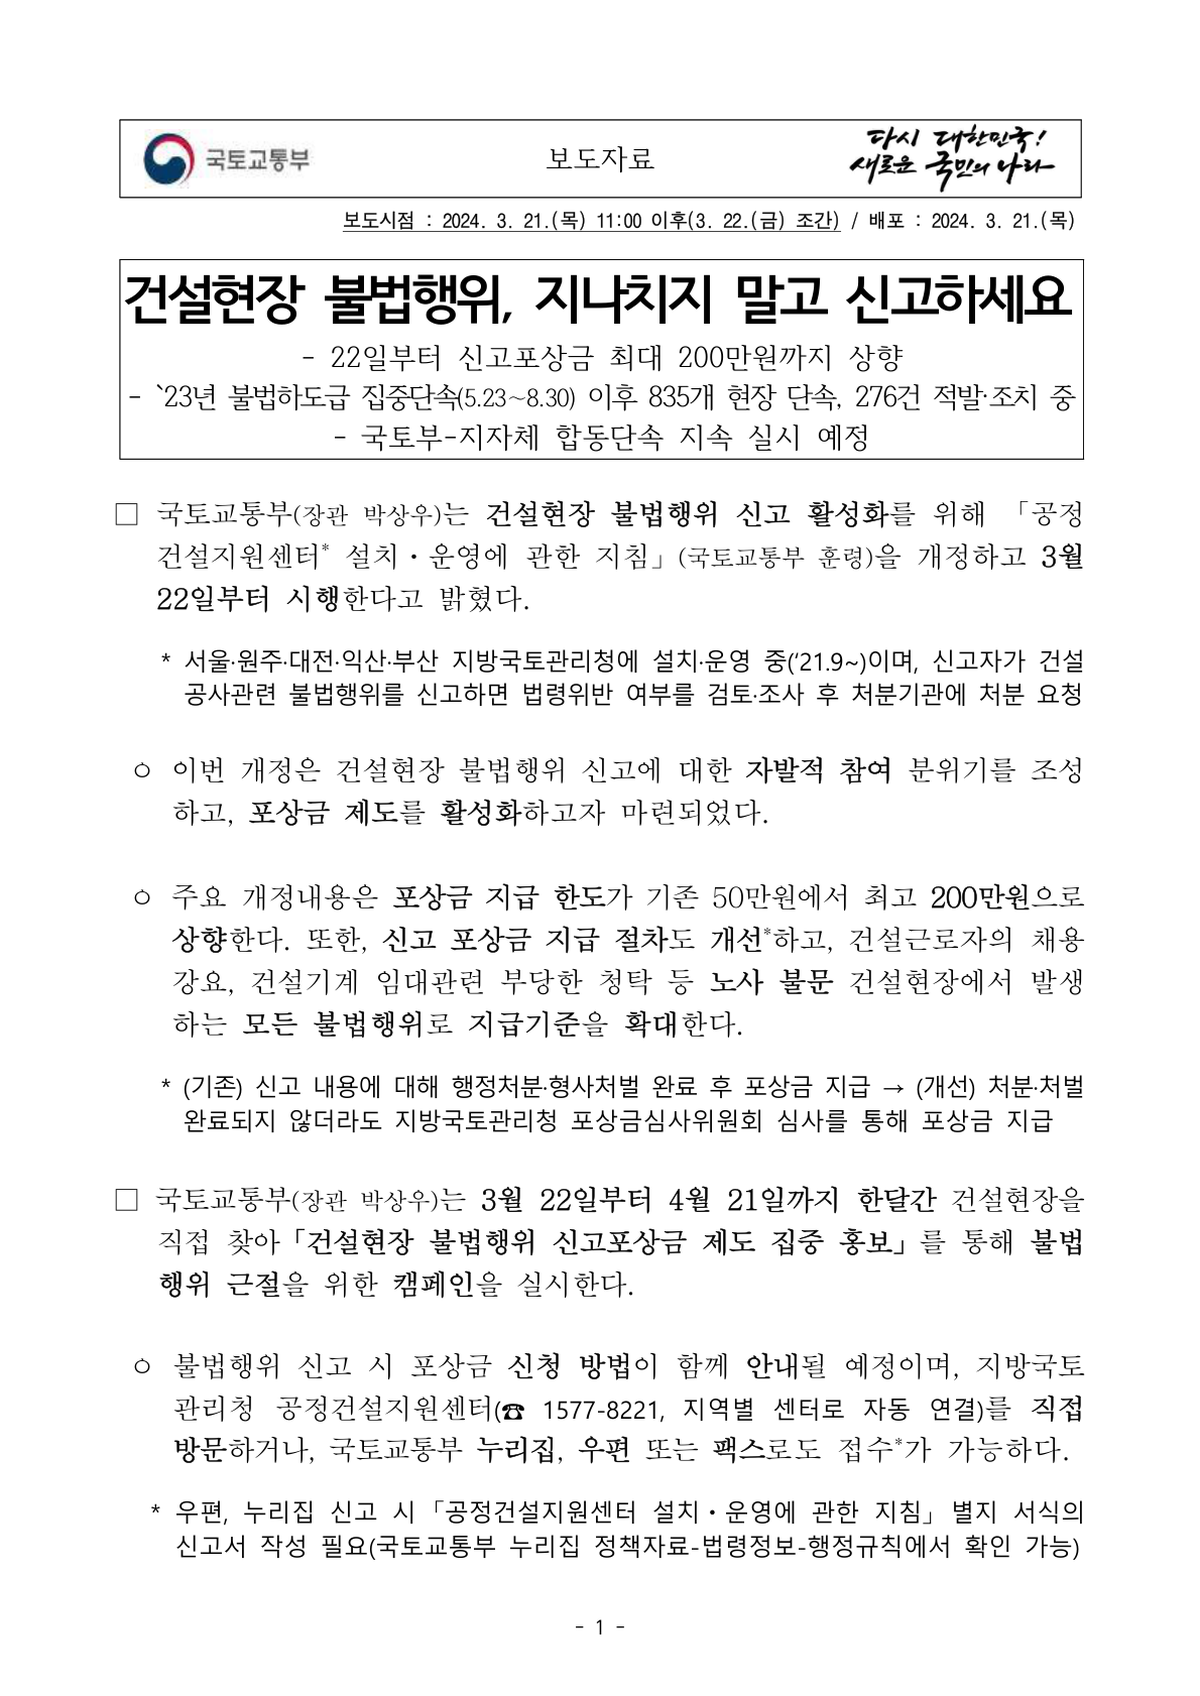 국토교통부
보도자료
다시 대한민국!
새로운 국민의 나라
보도시점 : 2024. 3. 21.(목) 11:00 이후(3. 22.(금) 조간) / 배포 : 2024. 3. 21.(목)
건설현장 불법행위, 지나치지 말고 신고하세요
- 22일부터 신고포상금 최대 200만원까지 상향
- `23년 불법하도급 집중단속(5.23~8.30) 이후 835개 현장 단속, 276건 적발·조치 중
- 국토부-지자체 합동단속 지속 실시 예정
□ 국토교통부(장관 박상우)는 건설현장 불법행위 신고 활성화를 위해 「공정
건설지원센터* 설치・운영에 관한 지침」(국토교통부 훈령)을 개정하고 3월
22일부터 시행한다고 밝혔다.
* 서울·원주·대전·익산·부산 지방국토관리청에 설치·운영 중(‘21.9~)이며, 신고자가 건설
공사관련 불법행위를 신고하면 법령위반 여부를 검토·조사 후 처분기관에 처분 요청
ㅇ 이번 개정은 건설현장 불법행위 신고에 대한 자발적 참여 분위기를 조성
하고, 포상금 제도를 활성화하고자 마련되었다.
ㅇ 주요 개정내용은 포상금 지급 한도가 기존 50만원에서 최고 200만원으로
상향한다. 또한, 신고 포상금 지급 절차도 개선*하고, 건설근로자의 채용
강요, 건설기계 임대관련 부당한 청탁 등 노사 불문 건설현장에서 발생
하는 모든 불법행위로 지급기준을 확대한다.
* (기존) 신고 내용에 대해 행정처분·형사처벌 완료 후 포상금 지급 → (개선) 처분·처벌
완료되지 않더라도 지방국토관리청 포상금심사위원회 심사를 통해 포상금 지급
□ 국토교통부(장관 박상우)는 3월 22일부터 4월 21일까지 한달간 건설현장을
직접 찾아「건설현장 불법행위 신고포상금 제도 집중 홍보」를 통해 불법
행위 근절을 위한 캠페인을 실시한다.
ㅇ 불법행위 신고 시 포상금 신청 방법이 함께 안내될 예정이며, 지방국토
관리청 공정건설지원센터(☎ 1577-8221, 지역별 센터로 자동 연결)를 직접
방문하거나, 국토교통부 누리집, 우편 또는 팩스로도 접수*가 가능하다.
* 우편, 누리집 신고 시「공정건설지원센터 설치・운영에 관한 지침」별지 서식의
신고서 작성 필요(국토교통부 누리집 정책자료-법령정보-행정규칙에서 확인 가능)
- 1 -